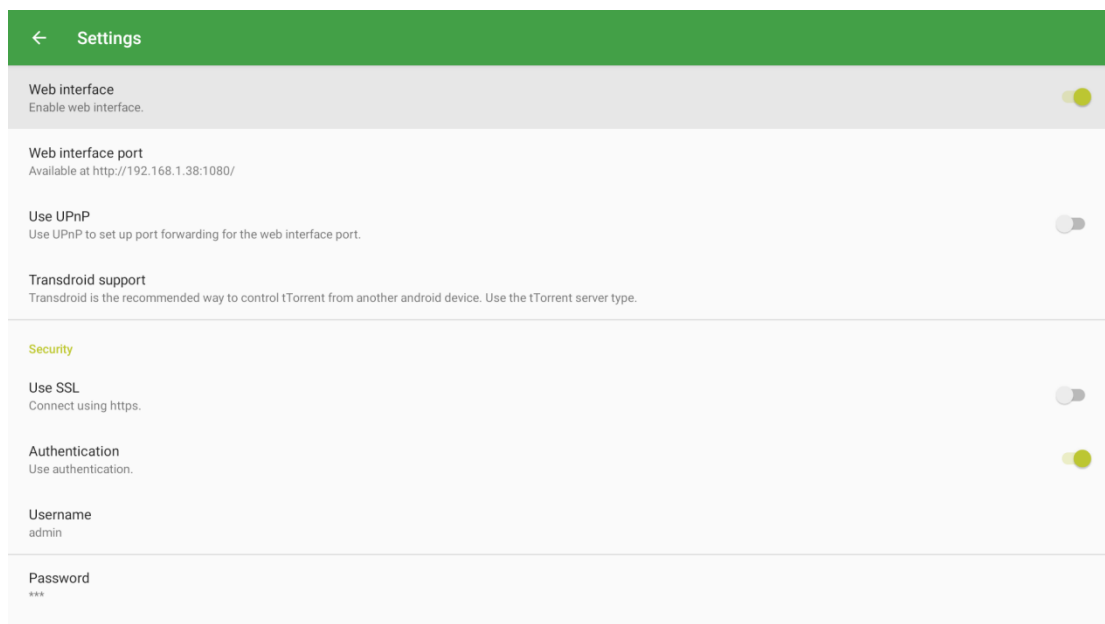 Settings
Web interface
Enable web interface.
Web interface port
Available at http://192.168.1.38:1080/
Use UPnP
Use UPnP to set up port forwarding for the web interface port.
Transdroid support
Transdroid is the recommended way to control tTorrent from another android device. Use the tTorrent server type.
Security
Use SSL
Connect using https.
Authentication
Use authentication.
Username
admin
Password
***